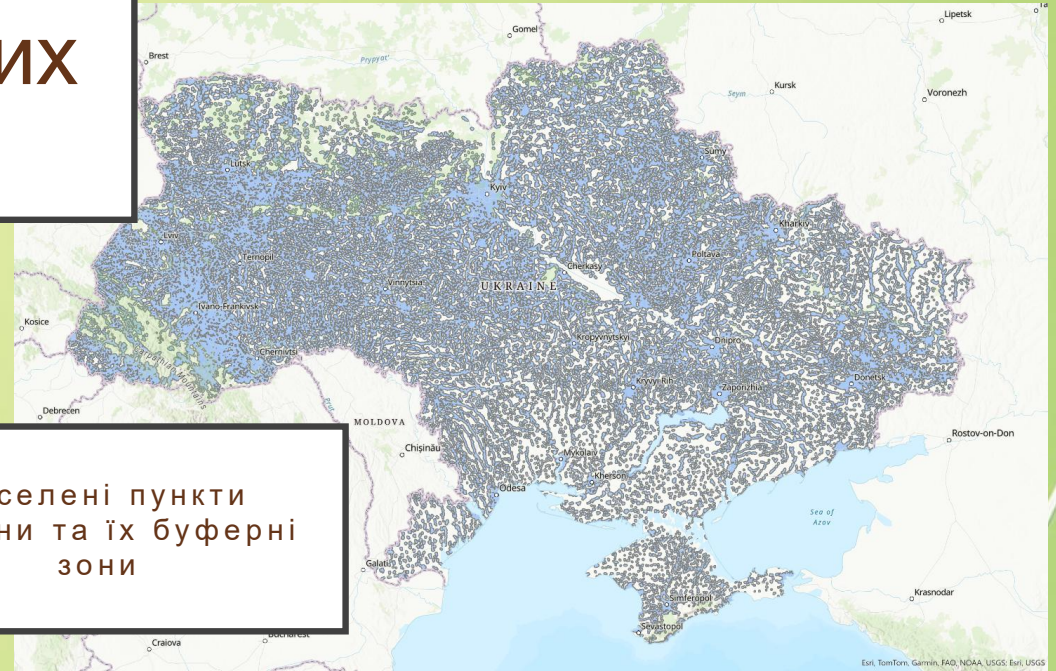 их
Lipetsk
Gomel
Brest
Prypyat'
Kursk
Seym
Voronezh
Sumy
Lutsk
Kyiv
Kharkiv
Lviv
Ternopil
Cherkasy
Poltava
Vinnytsia
UKRAINE
Ivano-Frankivsk
Kosice
Kropyvnytskyi
Dnipro
Chernivtsi
Kryvyi Rih
Zaporizhia
Donetsk
Debrecen
Prut
MOLDOVA
Rostov-on-Don
Chișinău
Mykolaiv
Kherson
Odesa
селені пункти
ни та їх буферні
зони
Sea of
Azov
Galati
Krasnodar
Simferopol
Sevastopol
Bucharest
Craiova
Esri, TomTom, Garmin, FAO, NOAA, USGS; Esri, USGS